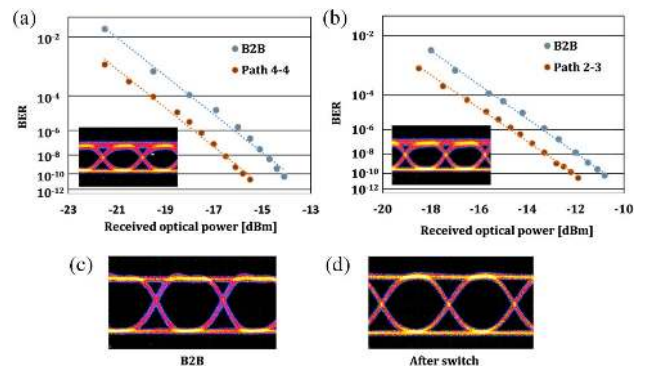 (a)
(b)
10-2
10-4
10-6
10-8
10-10
10-12
BER
B2B
Path 4-4
-23
-21
-19
-17
-15
-13
Received optical power [dBm]
10-2
10-4
10-6
10-8
10-10
10-12
BER
B2B
Path 2-3
-20
-18
-16
-14
-12
-10
Received optical power [dBm]
(c)
(d)
B2B
After switch